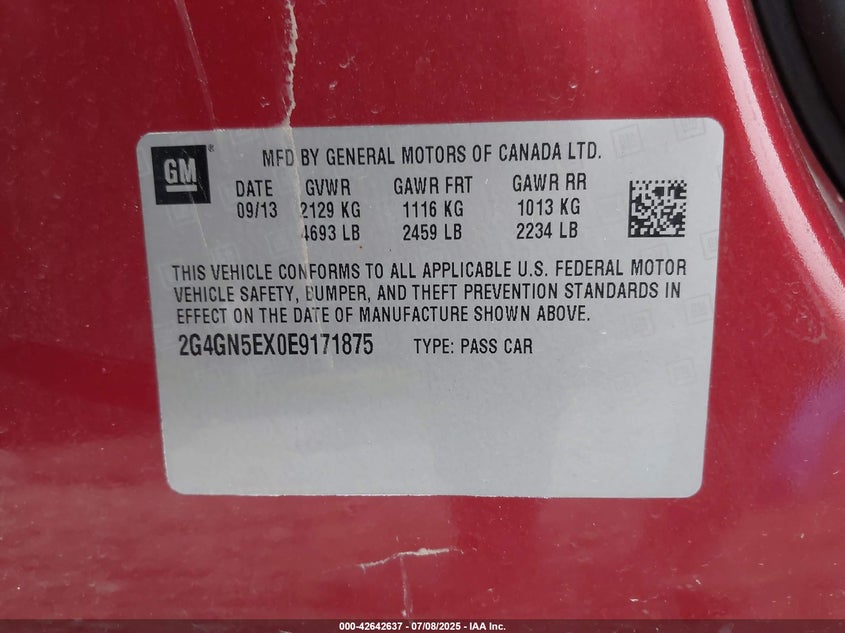 GM®
MFD BY GENERAL MOTORS OF CANADA LTD.
DATE GVWR GAWR FRT GAWR RR
09/13 2129 KG 1116 KG 1013 KG
4693 LB 2459 LB 2234 LB
THIS VEHICLE CONFORMS TO ALL APPLICABLE U.S. FEDERAL MOTOR
VEHICLE SAFETY, BUMPER, AND THEFT PREVENTION STANDARDS IN
EFFECT ON THE DATE OF MANUFACTURE SHOWN ABOVE.
2G4GN5EX0E9171875 TYPE: PASS CAR
000-42642637 - 07/08/2025 - IAA Inc.